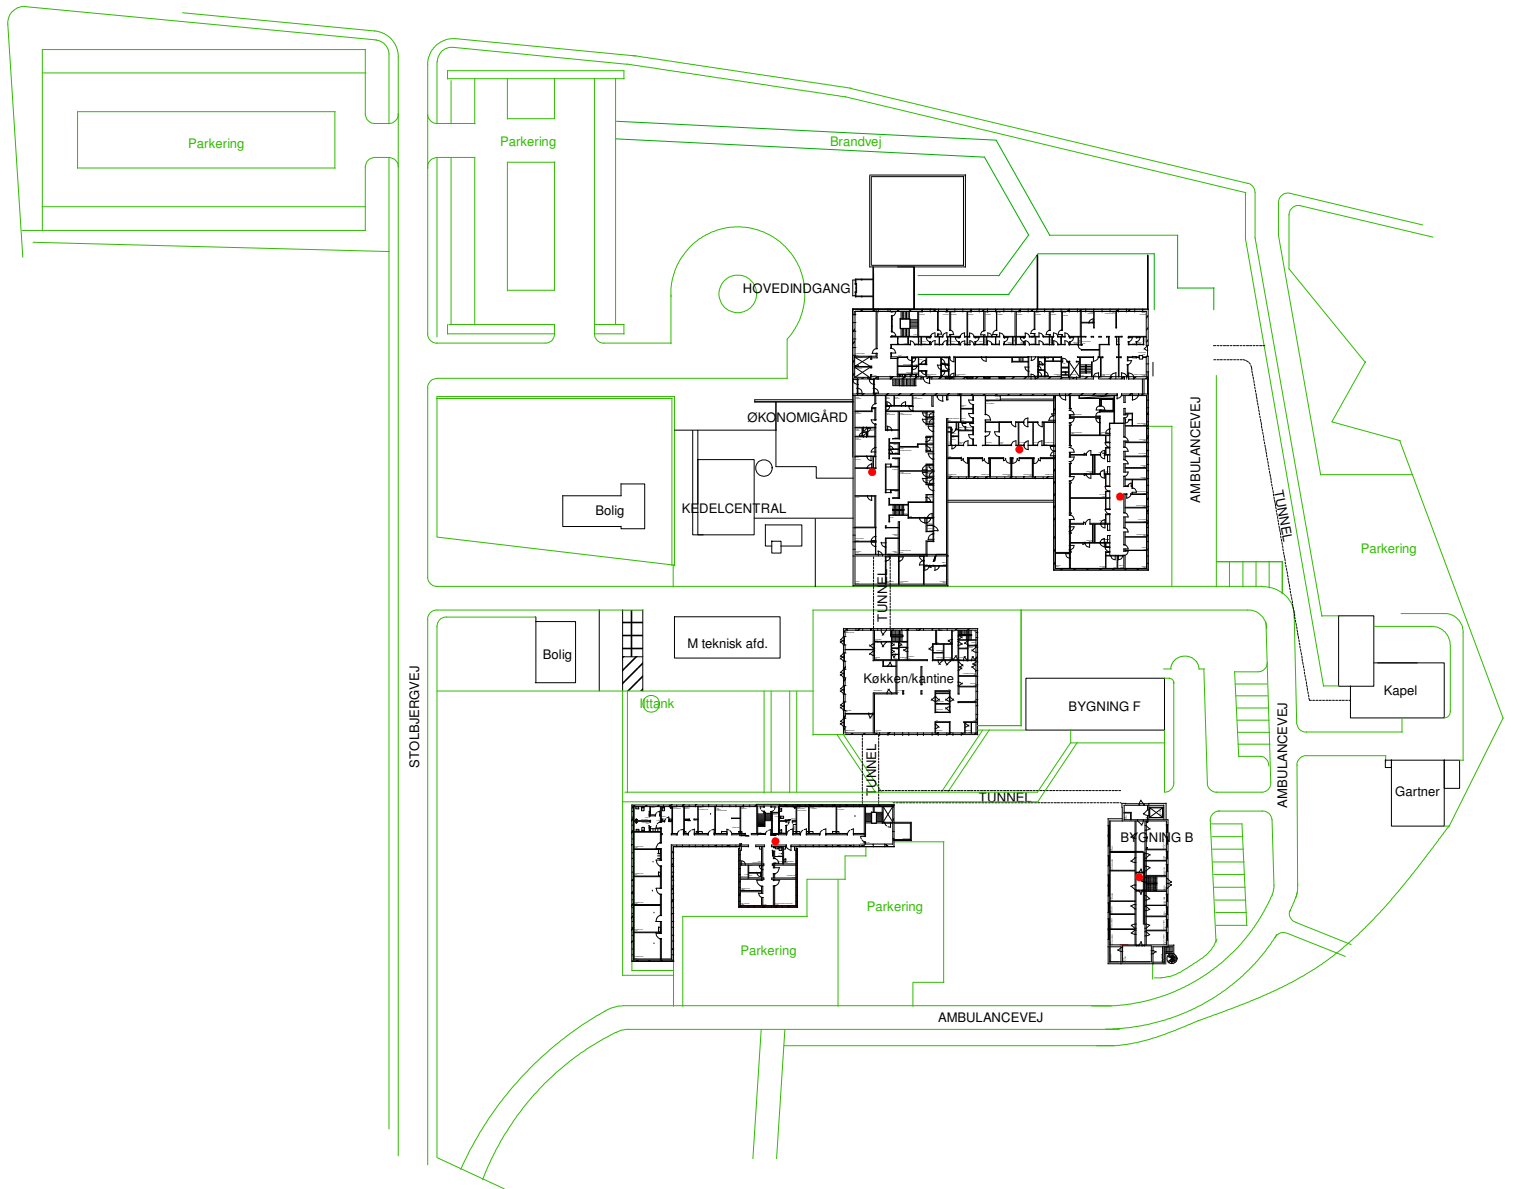 Parkering
Parkering
Brandvej
HOVEDINDGANG
ØKONOMIGÅRD
AMBULANCEVEJ
Bolig
KEDELCENTRAL
TUNNEL
Parkering
TUNNEL
Bolig
M teknisk afd.
Køkken/kantine
Kapel
STOLBJERGVEJ
Ilttank
BYGNING F
AMBULANCEVEJ
TUNNEL
TUNNEL
Gartner
BYGNING B
Parkering
Parkering
AMBULANCEVEJ